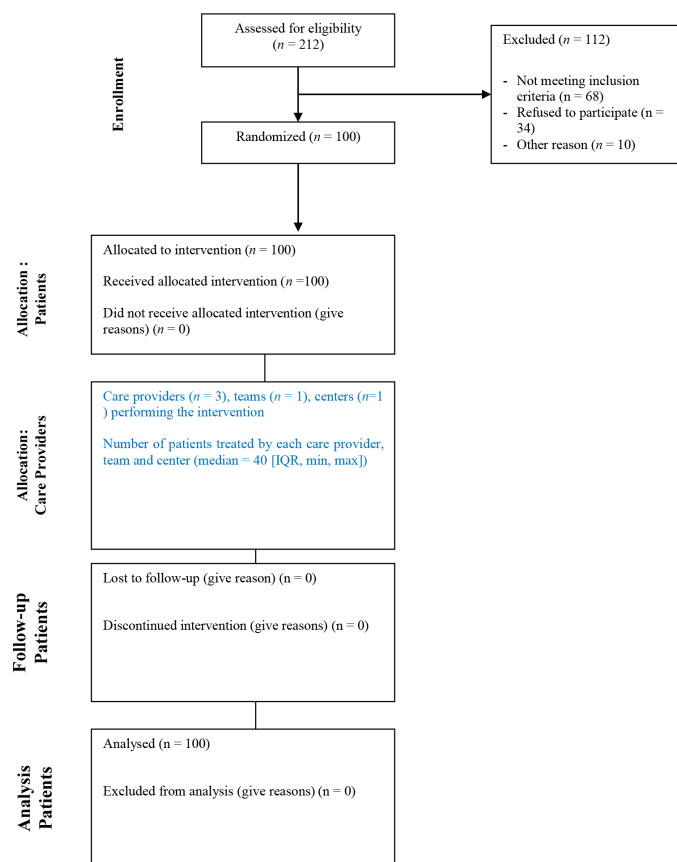 Assessed for eligibility
(n = 212)
Excluded (n = 112)
- Not meeting inclusion
criteria (n = 68)
- Refused to participate (n =
34)
- Other reason (n = 10)
Enrollment
Randomized (n = 100)
Allocation :
Patients
Allocated to intervention (n = 100)
Received allocated intervention (n =100)
Did not receive allocated intervention (give
reasons) (n = 0)
Allocation:
Care Providers
Care providers (n = 3), teams (n = 1), centers (n=1
) performing the intervention
Number of patients treated by each care provider,
team and center (median = 40 [IQR, min, max])
Follow-up
Patients
Lost to follow-up (give reason) (n = 0)
Discontinued intervention (give reasons) (n = 0)
Analysis
Patients
Analysed (n = 100)
Excluded from analysis (give reasons) (n = 0)